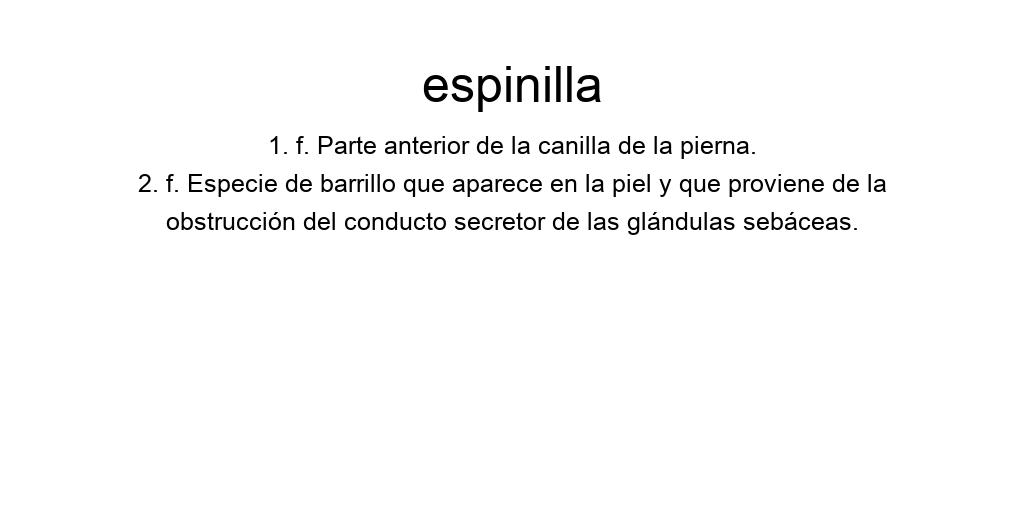 espinilla
1. f. Parte anterior de la canilla de la pierna.
2. f. Especie de barrillo que aparece en la piel y que proviene de la
obstrucción del conducto secretor de las glándulas sebáceas.